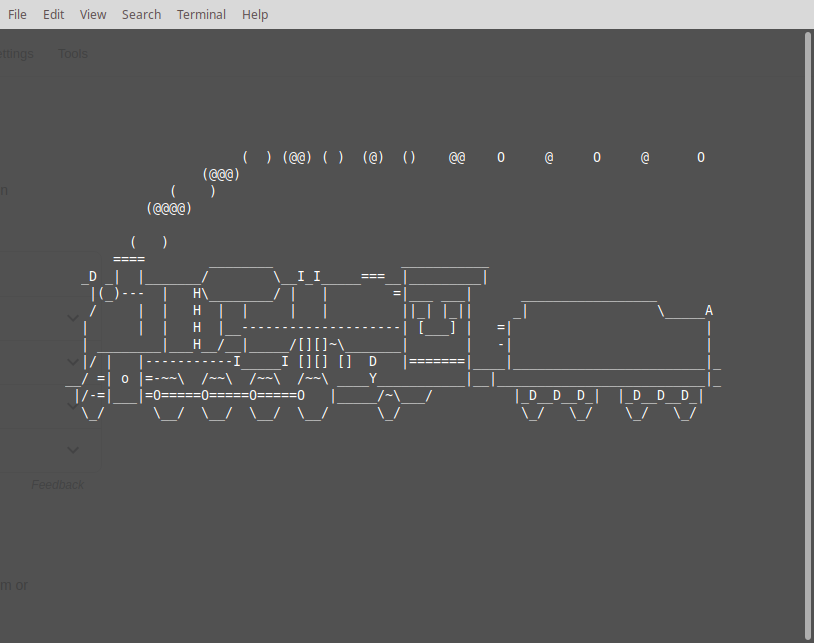 File Edit View Search Terminal Help
ttings Tools
                      (  ) (@@) ( )  (@)  ()    @@    O     @     O     @      O
                 (@@@)
             (    )
n
          (@@@@)

        (   )
      ====        ________                ___________
  _D _|  |_______/        \__I_I_____===__|_________|
   |(_)---  |   H\________/ |   |        =|___ ___|      _________________
   /     |  |   H  |  |     |   |         ||_| |_||     _|                \_____A
  |      |  |   H  |__--------------------| [___] |   =|                        |
  | ________|___H__/__|_____/[][]~\_______|       |   -|                        |
  |/ |   |-----------I_____I [][] []  D   |=======|____|________________________|_
__/ =| o |=-~~\  /~~\  /~~\  /~~\ ____Y___________|__|__________________________|_
 |/-=|___|=O=====O=====O=====O   |_____/~\___/          |_D__D__D_|  |_D__D__D_|
  \_/      \__/  \__/  \__/  \__/      \_/               \_/   \_/    \_/   \_/
Feedback
m or